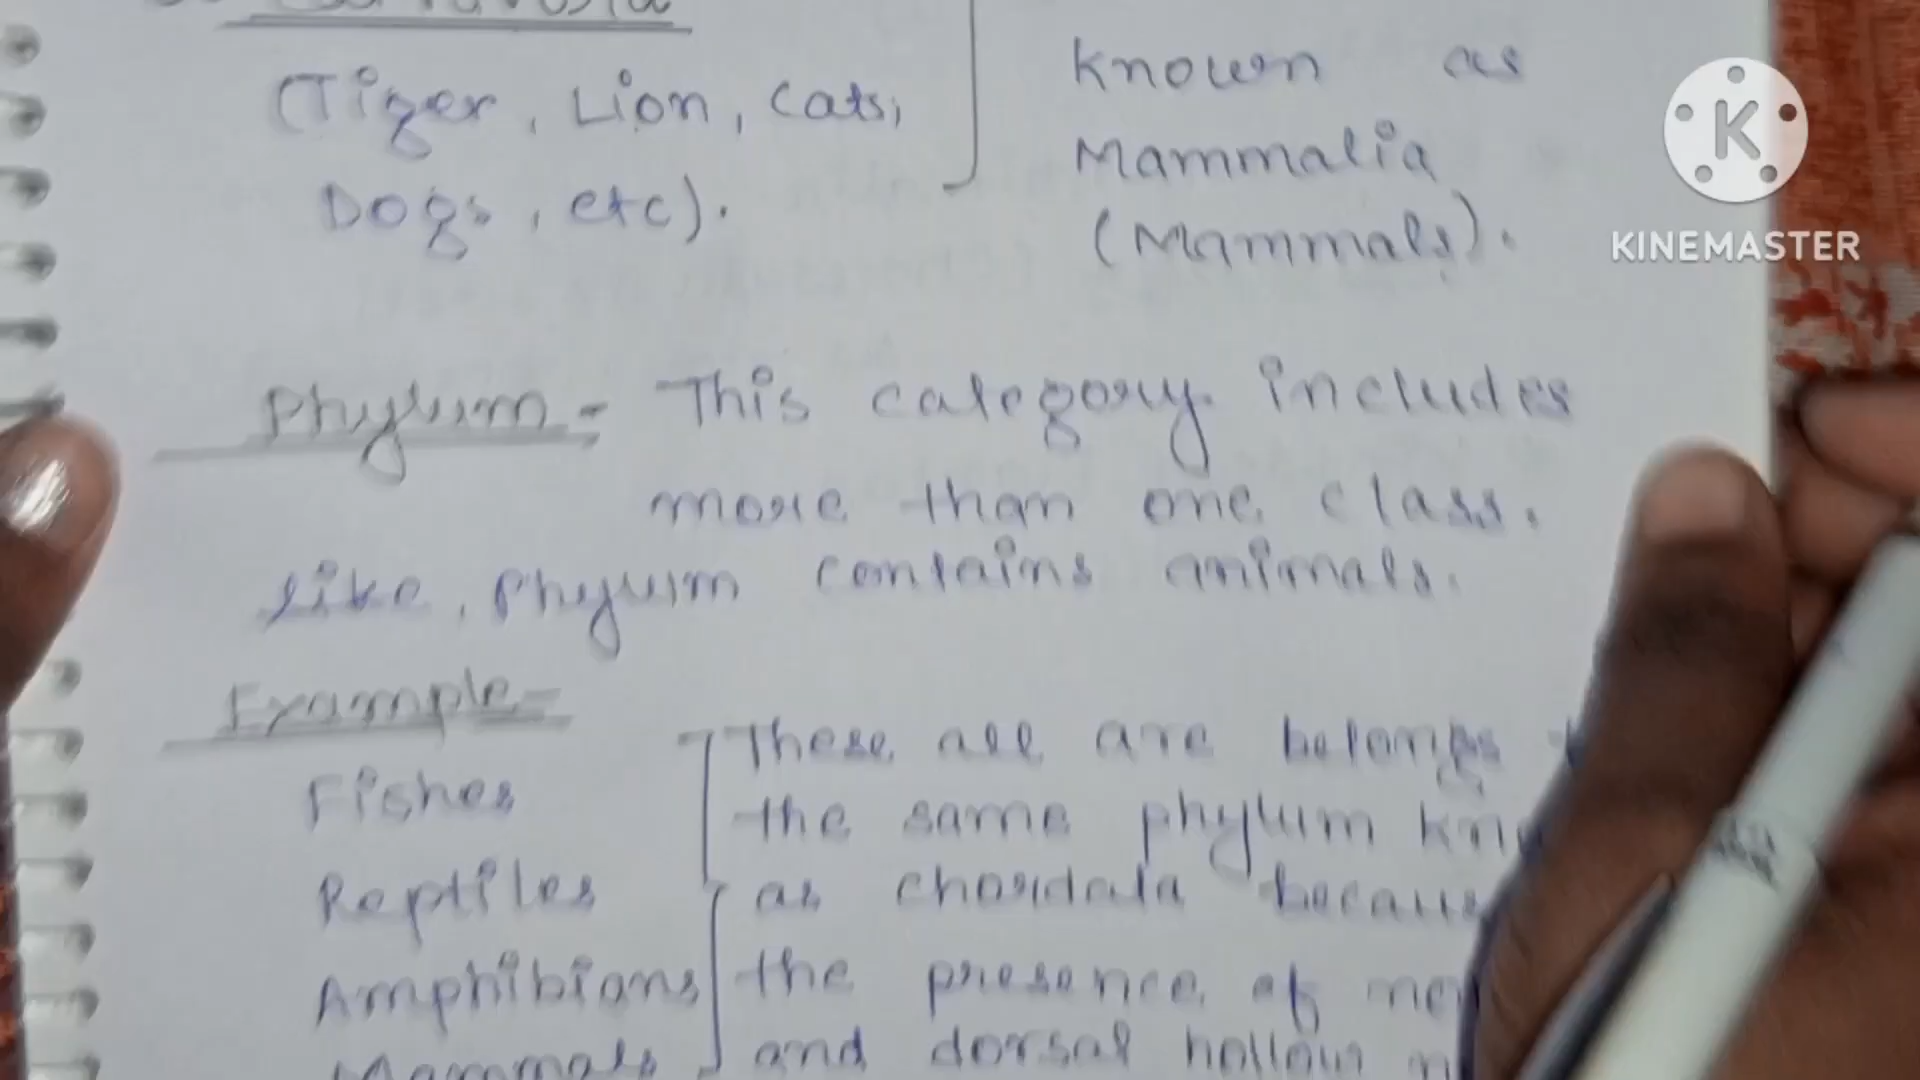 (Tiger, Lion, Cats,
Dogs, etc).
Known as
Mammalia
(Mammals).
KINEMASTER
Phylum = This category includes
more than one class.
Like, Phylum contains animals.
Example =
Fishes
Reptiles
Amphibians
Mammals
These all are belongs
the same phylum
as chordata
the presence of
and dorsal hollow